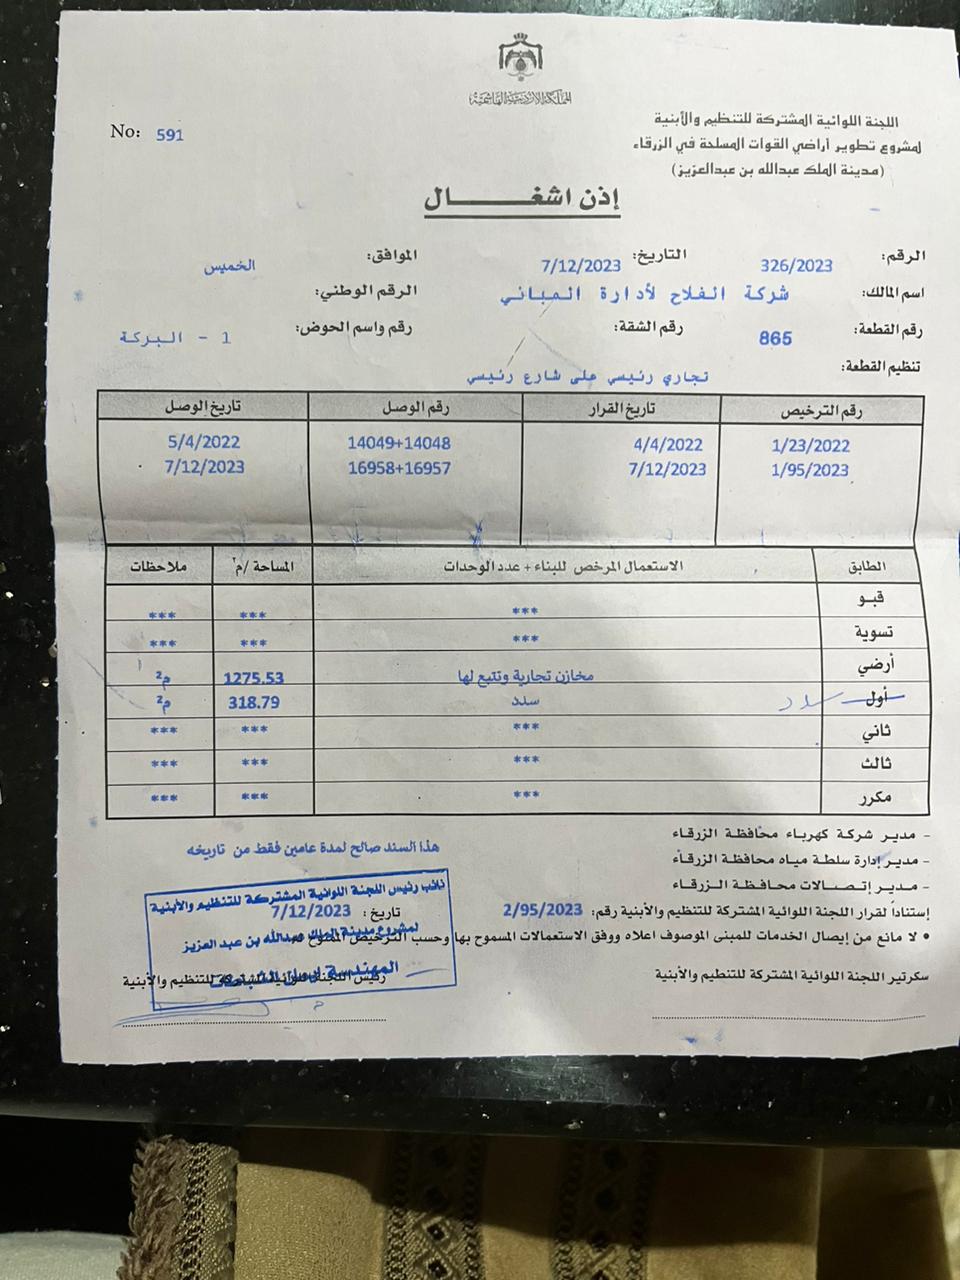 المملكة الأردنية الهاشمية
اللجنة اللوائية المشتركة للتنظيم والأبنية
لمشروع تطوير أراضي القوات المسلحة في الزرقاء
(مدينة الملك عبدالله بن عبدالعزيز)
No: 591
إذن اشغـــــــال
الرقم: 326/2023 التاريخ: 7/12/2023 الموافق: الخميس
اسم المالك: شركة الفلاح لأدارة المباني الرقم الوطني:
رقم القطعة: 865 رقم الشقة: رقم واسم الحوض: 1 - البركة
تنظيم القطعة: تجاري رئيسي على شارع رئيسي
رقم الترخيص تاريخ القرار رقم الوصل تاريخ الوصل
1/23/2022 4/4/2022 14049+14048 5/4/2022
1/95/2023 7/12/2023 16958+16957 7/12/2023
الطابق الاستعمال المرخص للبناء + عدد الوحدات المساحة /م² ملاحظات
قبـو *** *** ***
تسوية *** *** ***
أرضي مخازن تجارية وتتبع لها 1275.53 م²
أول سدد سدد 318.79 م²
ثاني *** *** ***
ثالث *** *** ***
مكرر *** *** ***
- مدير شركة كهرباء محافظة الزرقاء
- مدير إدارة سلطة مياه محافظة الزرقاء
- مدير إتصالات محافظة الزرقاء
هذا السند صالح لمدة عامين فقط من تاريخه
إستناداً لقرار اللجنة اللوائية المشتركة للتنظيم والأبنية رقم: 2/95/2023 تاريخ: 7/12/2023
• لا مانع من إيصال الخدمات للمبنى الموصوف اعلاه ووفق الاستعمالات المسموح بها وحسب الترخيص الممنوح له
سكرتير اللجنة اللوائية المشتركة للتنظيم والأبنية رئيس اللجنة اللوائية المشتركة للتنظيم والأبنية
نائب رئيس اللجنة اللوائية المشتركة للتنظيم والأبنية
لمشروع مدينة الملك عبدالله بن عبد العزيز
المهندسة